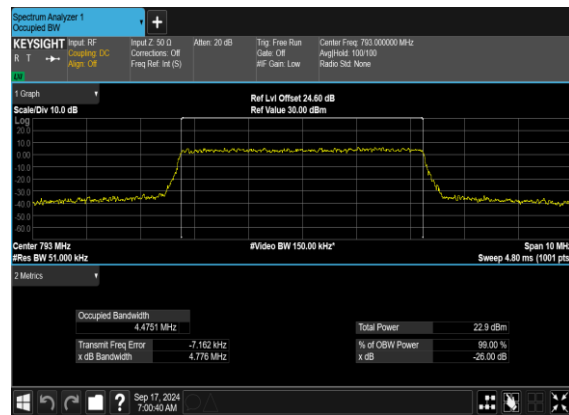 Spectrum Analyzer 1
Occupied BW
KEYSIGHT
R T
LXI
Input: RF
Coupling: DC
Align: Off
Input Z: 50 Ω
Corrections: Off
Freq Ref: Int (S)
Atten: 20 dB
Trig: Free Run
Gate: Off
#IF Gain: Low
Center Freq: 793.000000 MHz
Avg|Hold: 100/100
Radio Std: None
1 Graph
Scale/Div 10.0 dB
Ref Lvl Offset 24.60 dB
Ref Value 30.00 dBm
Log
20.0
10.0
0.00
-10.0
-20.0
-30.0
-40.0
-50.0
-60.0
Center 793 MHz
#Res BW 51.000 kHz
#Video BW 150.00 kHz*
Span 10 MHz
Sweep 4.80 ms (1001 pts
2 Metrics
Occupied Bandwidth
4.4751 MHz
Transmit Freq Error -7.162 kHz
x dB Bandwidth 4.776 MHz
Total Power 22.9 dBm
% of OBW Power 99.00 %
x dB -26.00 dB
?
Sep 17, 2024
7:00:40 AM